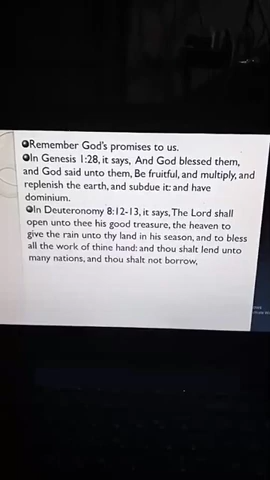 Remember God's promises to us.
In Genesis 1:28, it says, And God blessed them,
and God said unto them, Be fruitful, and multiply, and
replenish the earth, and subdue it: and have
dominium.
In Deuteronomy 8:12-13, it says, The Lord shall
open unto thee his good treasure, the heaven to
give the rain unto thy land in his season, and to bless
all the work of thine hand: and thou shalt lend unto
many nations, and thou shalt not borrow,